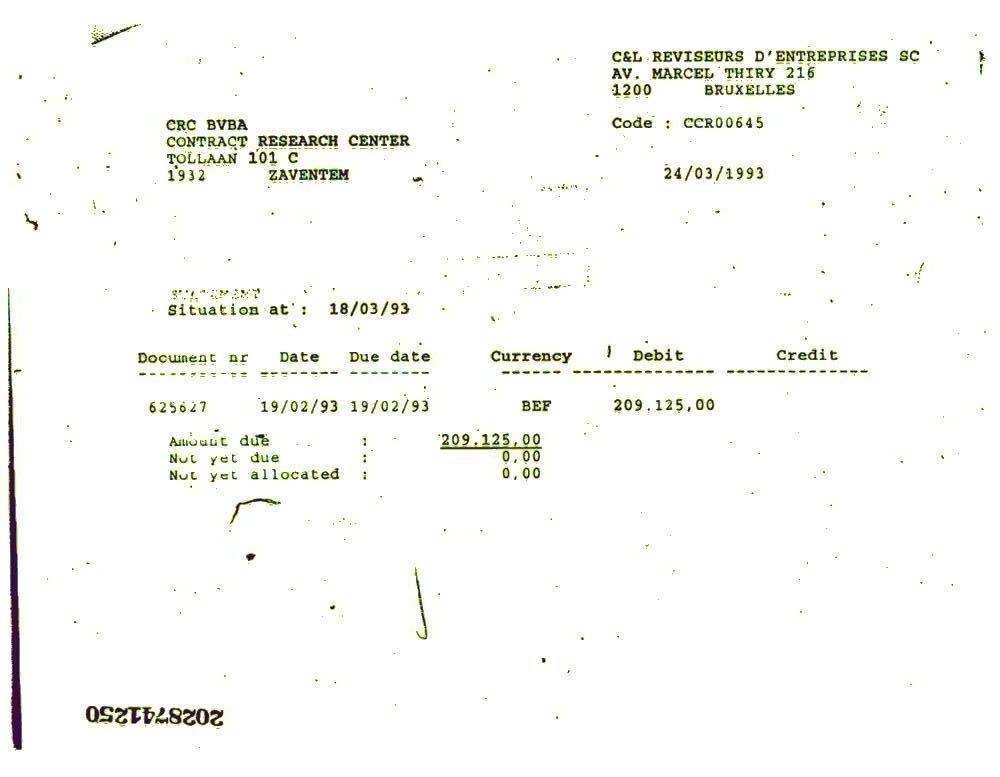 C&L REVISEURS D'ENTREPRISES SC
AV. MARCEL THIRY 216
1200 BRUXELLES
Code : CCR00645
CRC BVBA
CONTRACT RESEARCH CENTER
TOLLAAN 101 C
1932 ZAVENTEM
24/03/1993
STATEMENT
Situation at : 18/03/93
Document nr Date Due date Currency Debit Credit
625627 19/02/93 19/02/93 BEF 209.125,00
Amount due : 209.125,00
Not yet due : 0,00
Not yet allocated : 0,00
2028741250